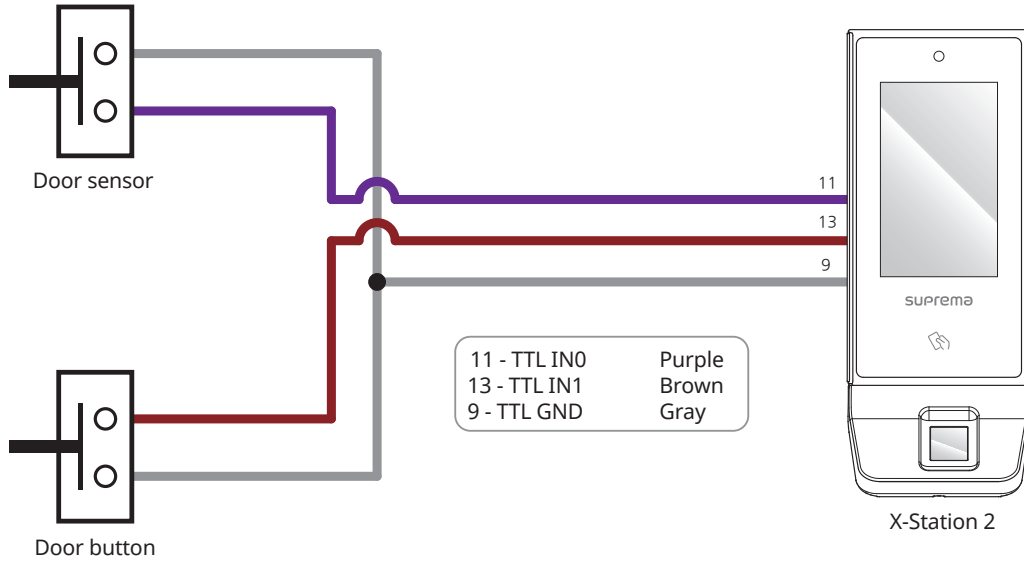 Door sensor
11
13
9
suprema
11 - TTL IN0 Purple
13 - TTL IN1 Brown
9 - TTL GND Gray
X-Station 2
Door button